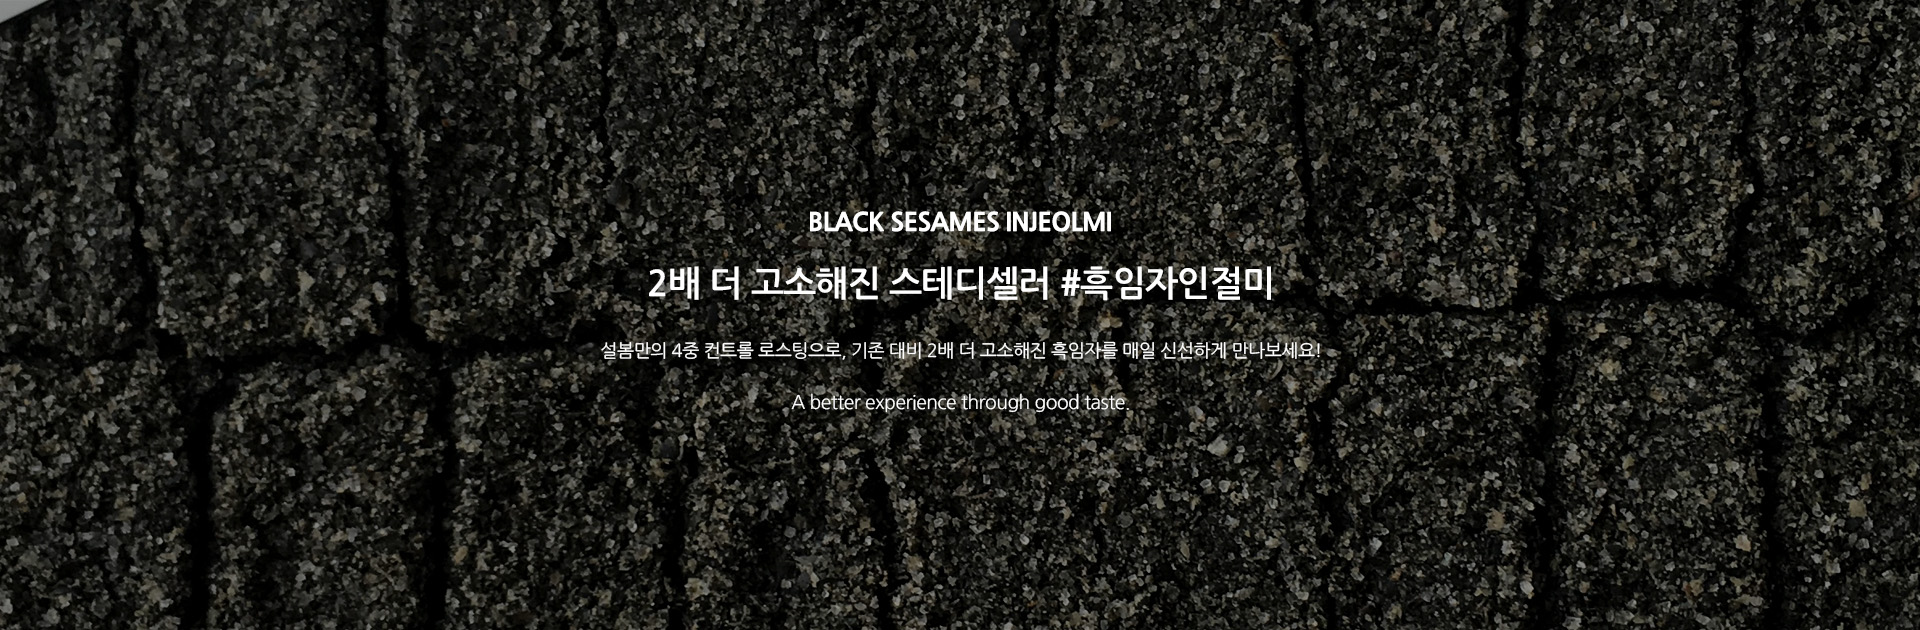 BLACK SESAMES INJEOLMI
2배 더 고소해진 스테디셀러 #흑임자인절미
설봄만의 4중 컨트롤 로스팅으로, 기존 대비 2배 더 고소해진 흑임자를 매일 신선하게 만나보세요!
A better experience through good taste.